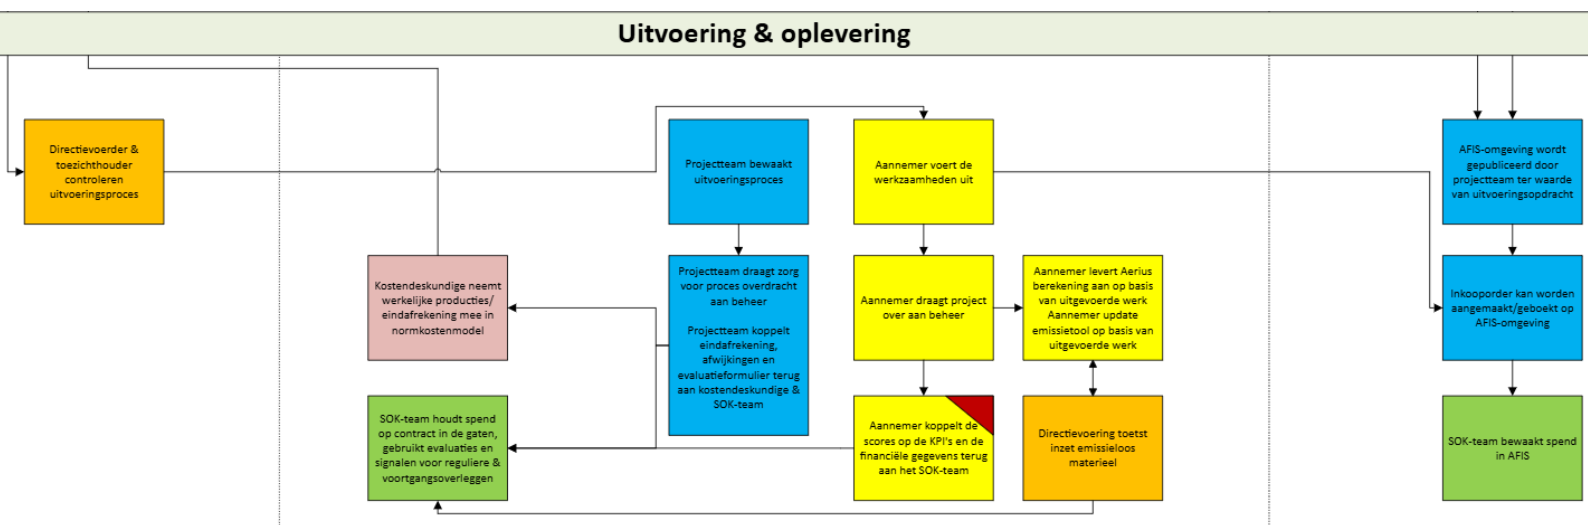 Uitvoering & oplevering
Directievoerder &
toezichthouder
controleren
uitvoeringsproces
Projectteam bewaakt
uitvoeringsproces
Aannemer voert de
werkzaamheden uit
AFIS-omgeving wordt
gepubliceerd door
projectteam ter waarde
van uitvoeringsopdracht
Kostendeskundige neemt
werkelijke producties/
eindafrekening mee in
normkostenmodel
Projectteam draagt zorg
voor proces overdracht
aan beheer
Projectteam koppelt
eindafrekening,
afwijkingen en
evaluatieformulier terug
aan kostendeskundige &
SOK-team
Aannemer draagt project
over aan beheer
Aannemer levert Aerius
berekening aan op basis
van uitgevoerde werk
Aannemer update
emissietool op basis van
uitgevoerde werk
Inkooporder kan worden
aangemaakt/geboekt op
AFIS-omgeving
SOK-team houdt spend
op contract in de gaten,
gebruikt evaluaties en
signalen voor reguliere &
voortgangsoverleggen
Aannemer koppelt de
scores op de KPI's en de
financiële gegevens terug
aan het SOK-team
Directievoering toetst
inzet emissieloos
materieel
SOK-team bewaakt spend
in AFIS